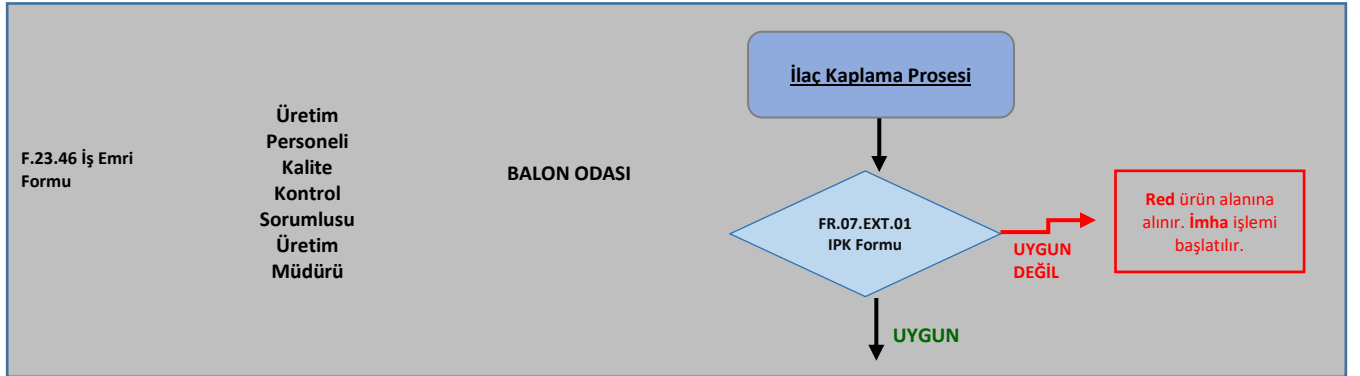 F.23.46 İş Emri
Formu
Üretim
Personeli
Kalite
Kontrol
Sorumlusu
Üretim
Müdürü
BALON ODASI
İlaç Kaplama Prosesi
FR.07.EXT.01
IPK Formu
UYGUN
DEĞİL
Red ürün alanına
alınır. İmha işlemi
başlatılır.
UYGUN